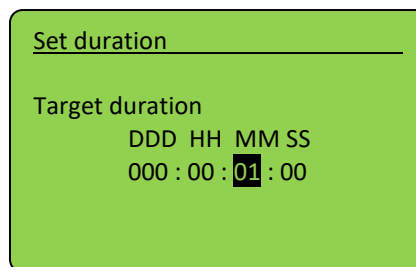 Set duration
Target duration
DDD HH MM SS
000 : 00 : 01 : 00